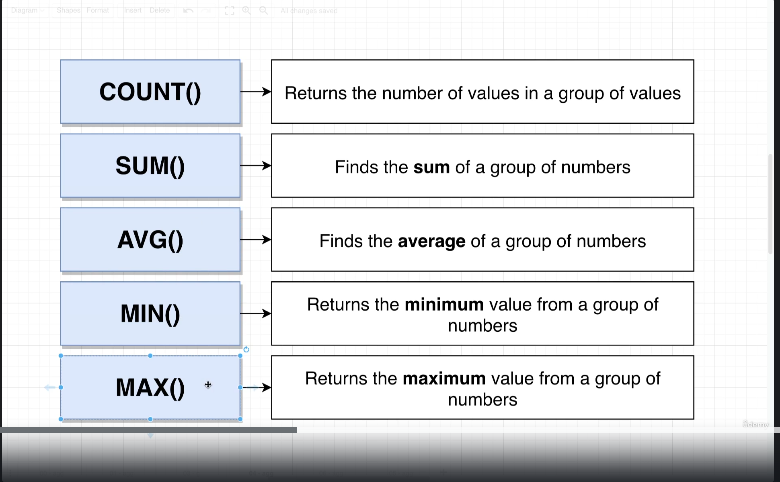 Diagram Shapes Format Insert Delete All changes saved
COUNT()
Returns the number of values in a group of values
SUM()
Finds the sum of a group of numbers
AVG()
Finds the average of a group of numbers
MIN()
Returns the minimum value from a group of
numbers
MAX()
Returns the maximum value from a group of
numbers
Udemy